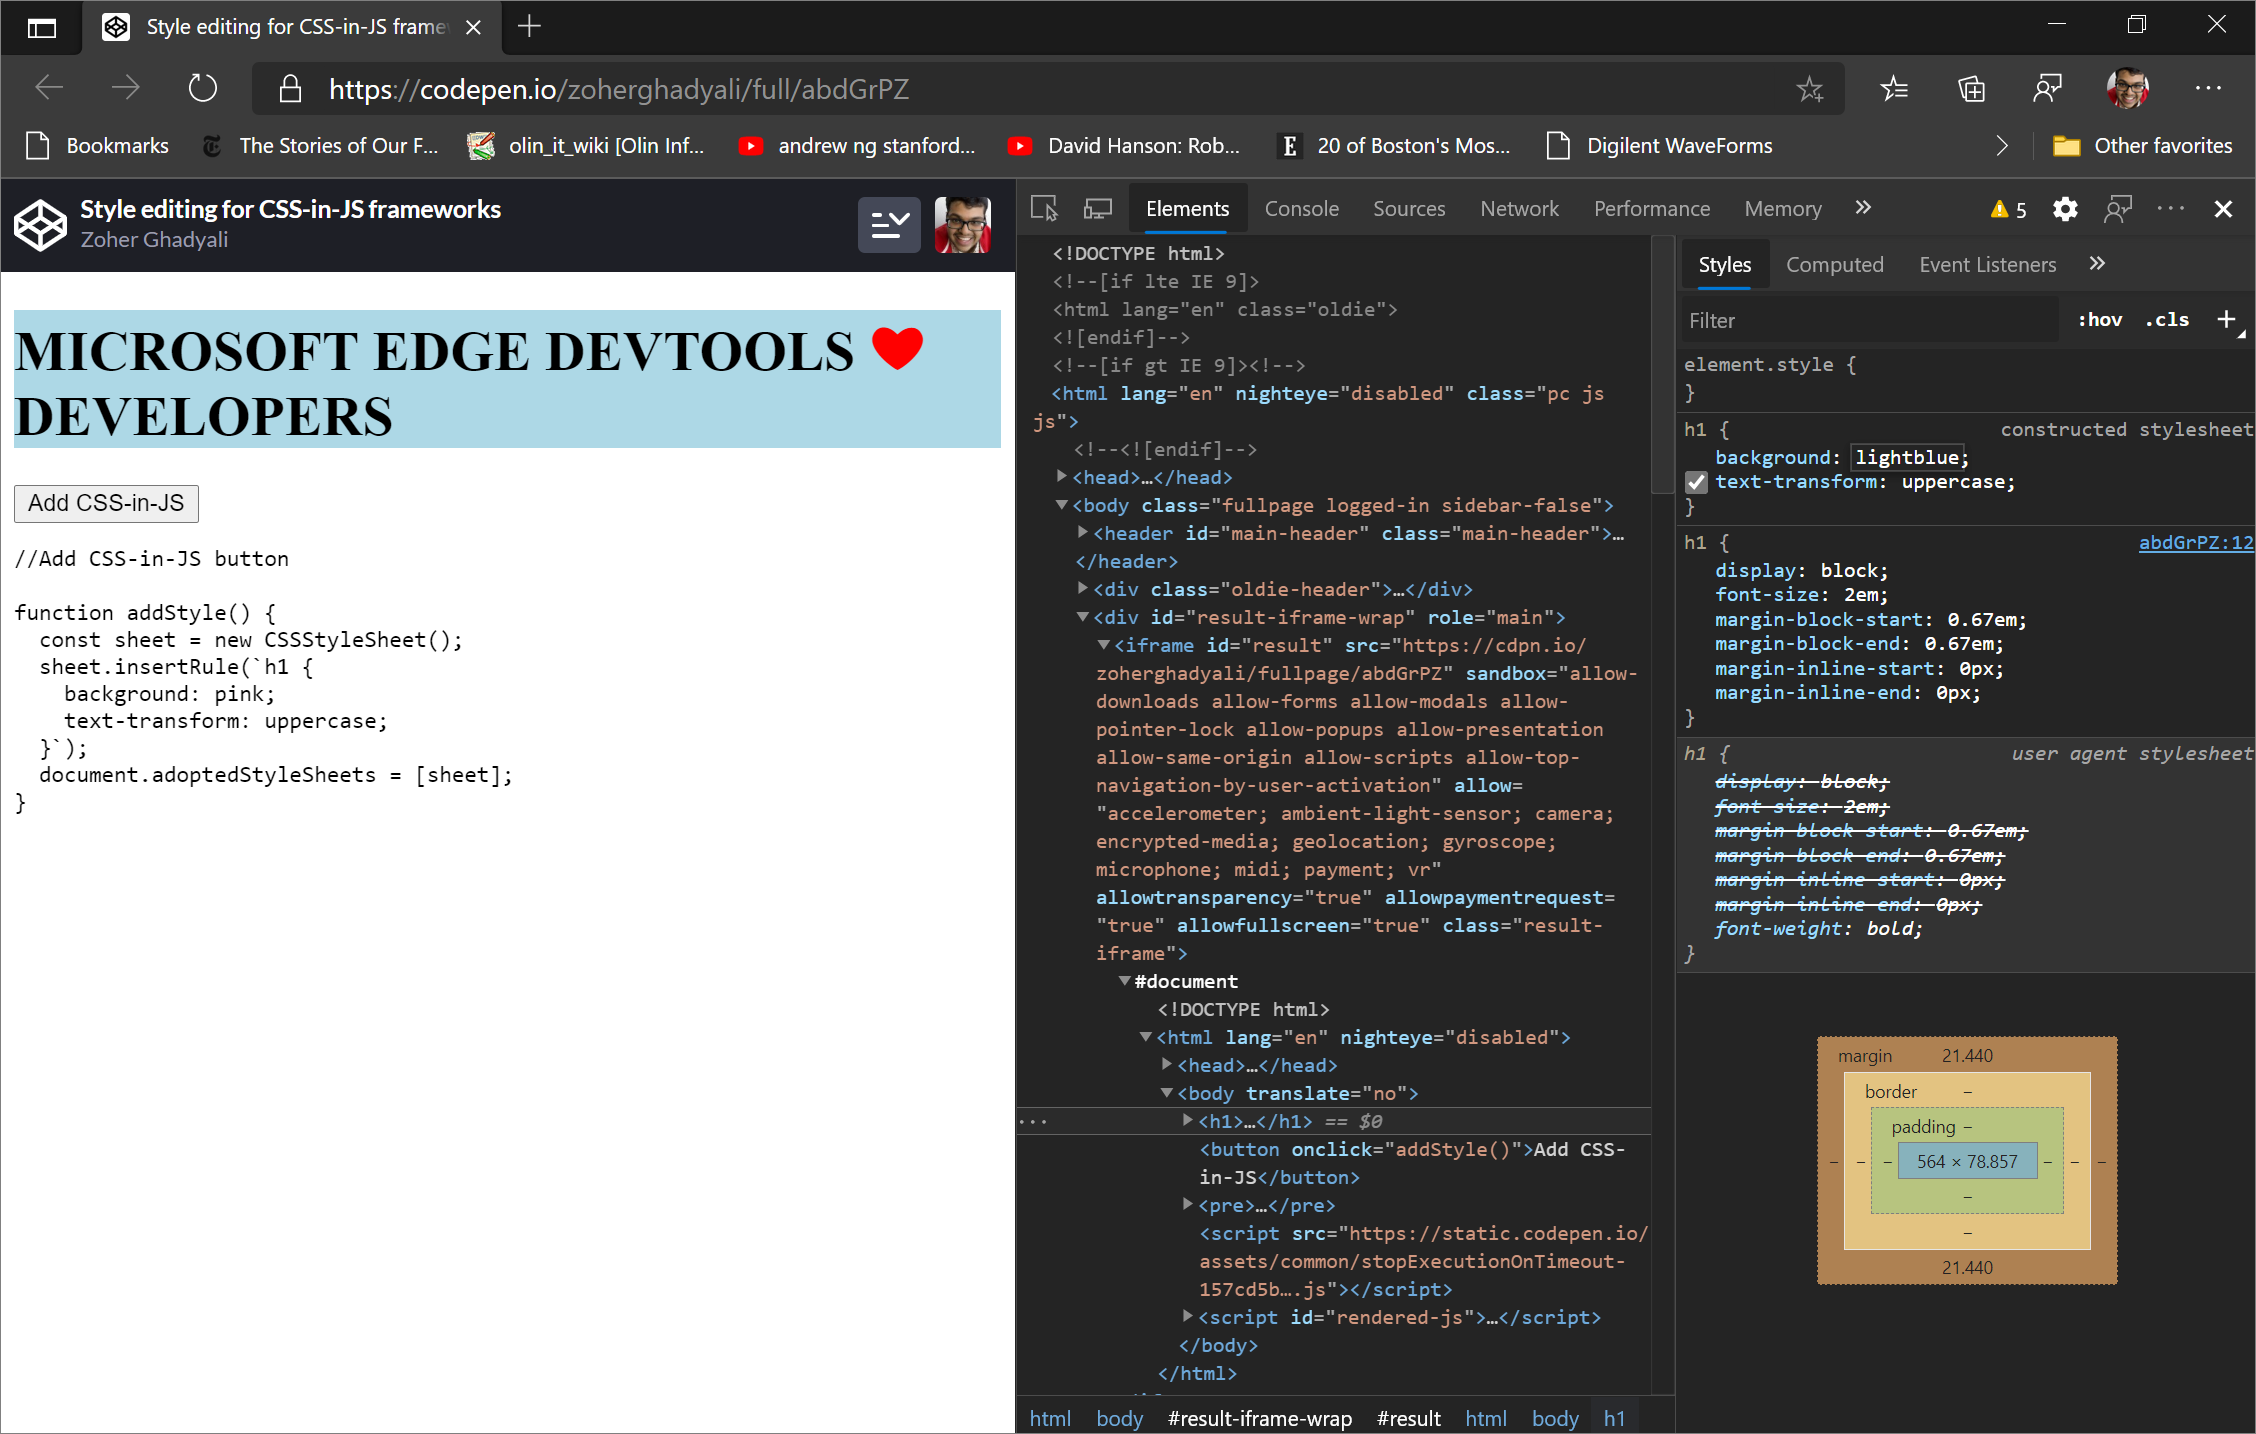 Style editing for CSS-in-JS frame
https://codepen.io/zoherghadyali/full/abdGrPZ
Bookmarks
The Stories of Our F...
olin_it_wiki [Olin Inf...
andrew ng stanford...
David Hanson: Rob...
20 of Boston's Mos...
Digilent WaveForms
Other favorites
Style editing for CSS-in-JS frameworks
Zoher Ghadyali
MICROSOFT EDGE DEVTOOLS ❤
DEVELOPERS
Add CSS-in-JS
//Add CSS-in-JS button
function addStyle() {
  const sheet = new CSSStyleSheet();
  sheet.insertRule(`h1 {
    background: pink;
    text-transform: uppercase;
  }`);
  document.adoptedStyleSheets = [sheet];
}
Elements
Console
Sources
Network
Performance
Memory
5
<!DOCTYPE html>
<!--[if lte IE 9]>
<html lang="en" class="oldie">
<![endif]-->
<!--[if gt IE 9]><!-->
<html lang="en" nighteye="disabled" class="pc js
js">
<!--<![endif]-->
<head>…</head>
<body class="fullpage logged-in sidebar-false">
<header id="main-header" class="main-header">…
</header>
<div class="oldie-header">…</div>
<div id="result-iframe-wrap" role="main">
<iframe id="result" src="https://cdpn.io/
zoherghadyali/fullpage/abdGrPZ" sandbox="allow-
downloads allow-forms allow-modals allow-
pointer-lock allow-popups allow-presentation
allow-same-origin allow-scripts allow-top-
navigation-by-user-activation" allow=
"accelerometer; ambient-light-sensor; camera;
encrypted-media; geolocation; gyroscope;
microphone; midi; payment; vr"
allowtransparency="true" allowpaymentrequest=
"true" allowfullscreen="true" class="result-
iframe">
#document
<!DOCTYPE html>
<html lang="en" nighteye="disabled">
<head>…</head>
<body translate="no">
<h1>…</h1> == $0
<button onclick="addStyle()">Add CSS-
in-JS</button>
<pre>…</pre>
<script src="https://static.codepen.io/
assets/common/stopExecutionOnTimeout-
157cd5b….js"></script>
<script id="rendered-js">…</script>
</body>
</html>
html
body
#result-iframe-wrap
#result
html
body
h1
Styles
Computed
Event Listeners
Filter
:hov
.cls
element.style {
}
h1 {
constructed stylesheet
background: lightblue;
text-transform: uppercase;
}
h1 {
abdGrPZ:12
display: block;
font-size: 2em;
margin-block-start: 0.67em;
margin-block-end: 0.67em;
margin-inline-start: 0px;
margin-inline-end: 0px;
}
h1 {
user agent stylesheet
display: block;
font-size: 2em;
margin-block-start: 0.67em;
margin-block-end: 0.67em;
margin-inline-start: 0px;
margin-inline-end: 0px;
font-weight: bold;
}
margin
21.440
border
–
padding –
– – – 564 × 78.857 – – –
–
–
21.440